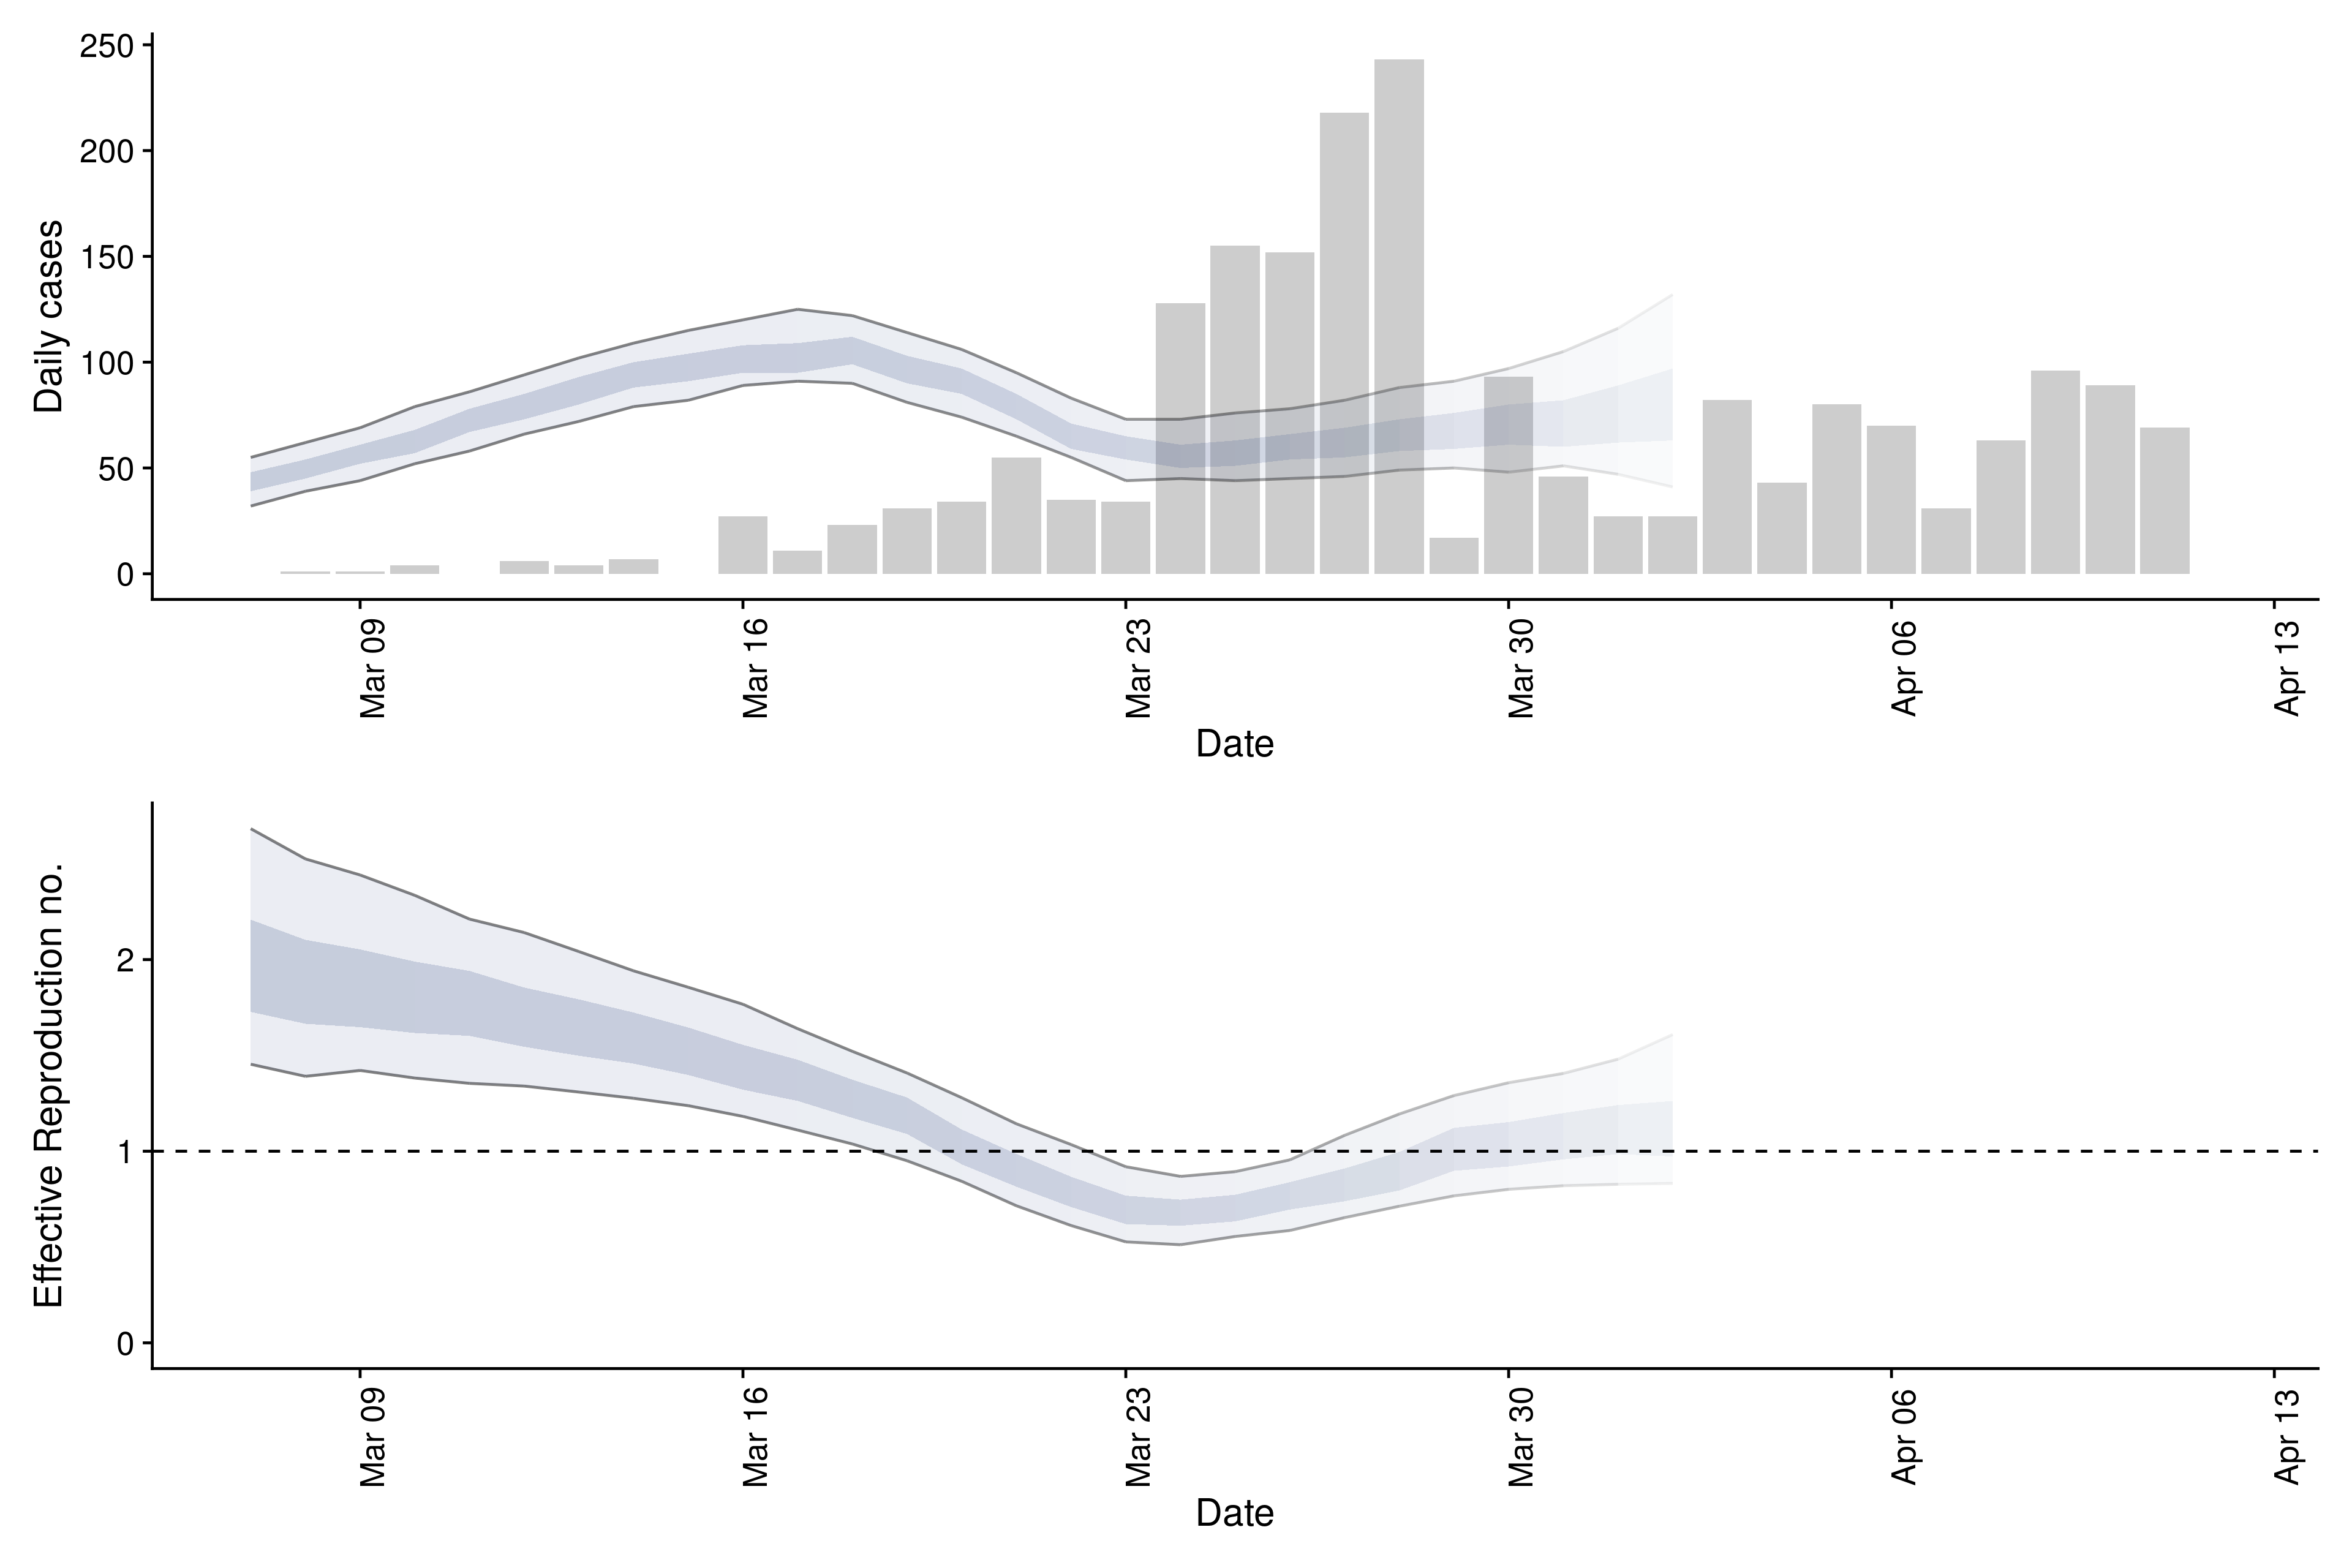 250
200
150
100
50
0
Daily cases
Mar 09
Mar 16
Mar 23
Mar 30
Apr 06
Apr 13
Date
2
1
0
Effective Reproduction no.
Mar 09
Mar 16
Mar 23
Mar 30
Apr 06
Apr 13
Date